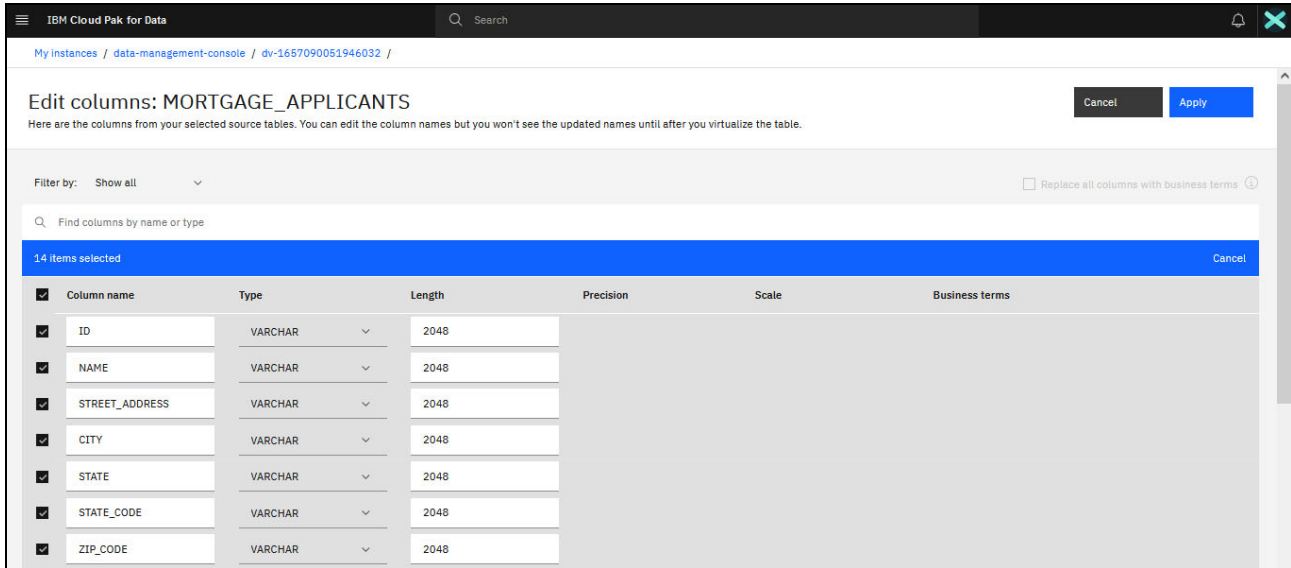 IBM Cloud Pak for Data Search
My instances / data-management-console / dv-1657090051946032 /
Edit columns: MORTGAGE_APPLICANTS
Cancel Apply
Here are the columns from your selected source tables. You can edit the column names but you won't see the updated names until after you virtualize the table.
Filter by: Show all Replace all columns with business terms
Find columns by name or type
14 items selected Cancel
Column name Type Length Precision Scale Business terms
ID VARCHAR 2048
NAME VARCHAR 2048
STREET_ADDRESS VARCHAR 2048
CITY VARCHAR 2048
STATE VARCHAR 2048
STATE_CODE VARCHAR 2048
ZIP_CODE VARCHAR 2048